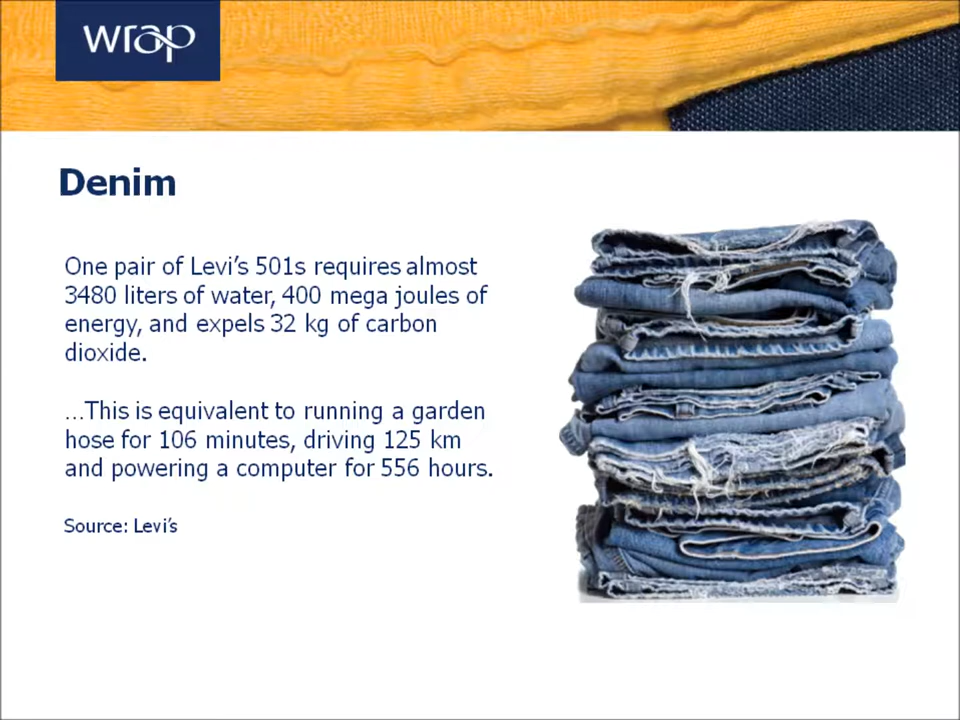 wrap
Denim
One pair of Levi’s 501s requires almost
3480 liters of water, 400 mega joules of
energy, and expels 32 kg of carbon
dioxide.
…This is equivalent to running a garden
hose for 106 minutes, driving 125 km
and powering a computer for 556 hours.
Source: Levi’s